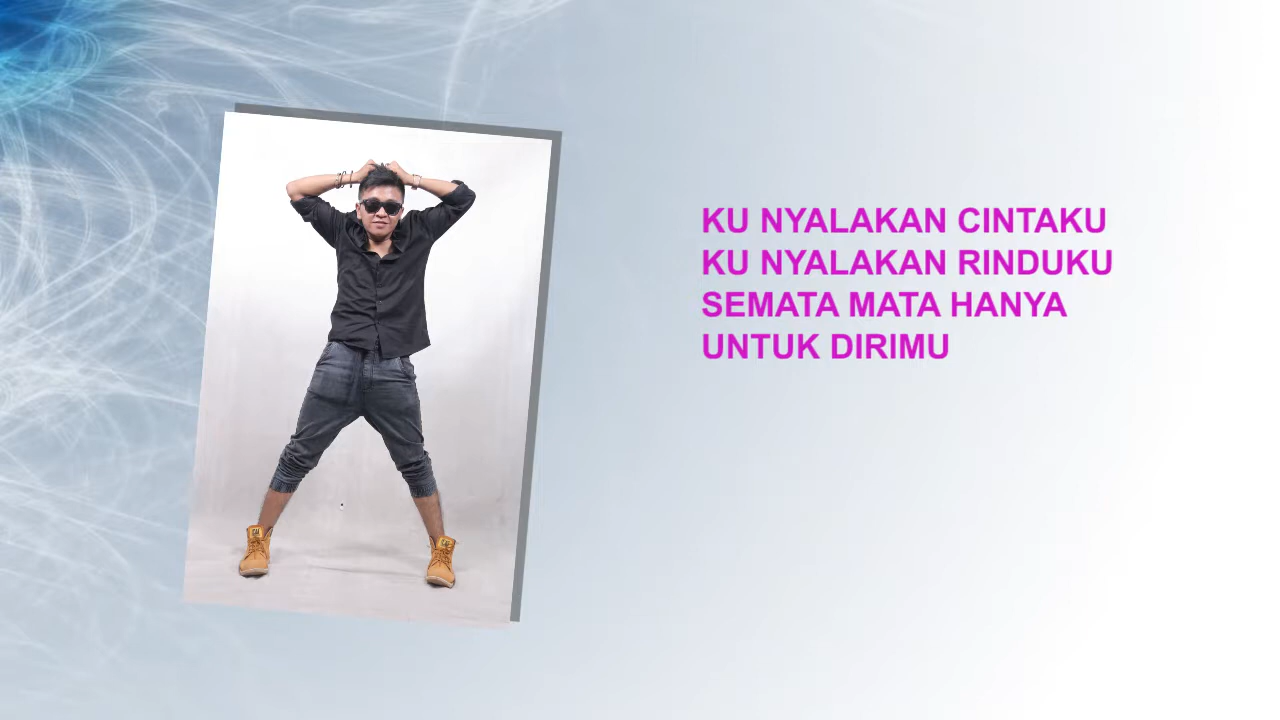 KU NYALAKAN CINTAKU
KU NYALAKAN RINDUKU
SEMATA MATA HANYA
UNTUK DIRIMU